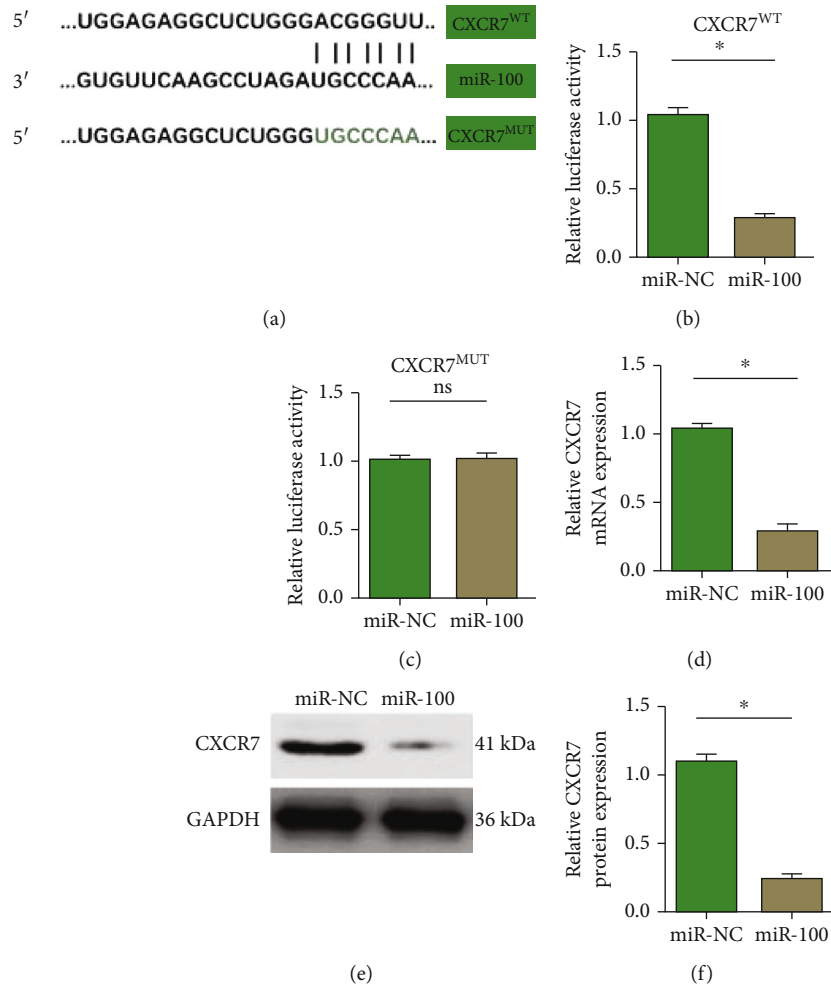 5′ ...UGGAGAGGCUCUGGGACGGGUU.. CXCR7WT
3′ ...GUGUUCAAGCCUAGAUGCCCAA... miR-100
5′ ...UGGAGAGGCUCUGGGUGCCCAA... CXCR7MUT
(a)
CXCR7WT
*
1.5
1.0
0.5
0.0
Relative luciferase activity
miR-NC miR-100
(b)
CXCR7MUT
ns
1.5
1.0
0.5
0.0
Relative luciferase activity
miR-NC miR-100
(c)
*
1.5
1.0
0.5
0.0
Relative CXCR7
mRNA expression
miR-NC miR-100
(d)
miR-NC miR-100
CXCR7 41 kDa
GAPDH 36 kDa
(e)
*
1.5
1.0
0.5
0.0
Relative CXCR7
protein expression
miR-NC miR-100
(f)